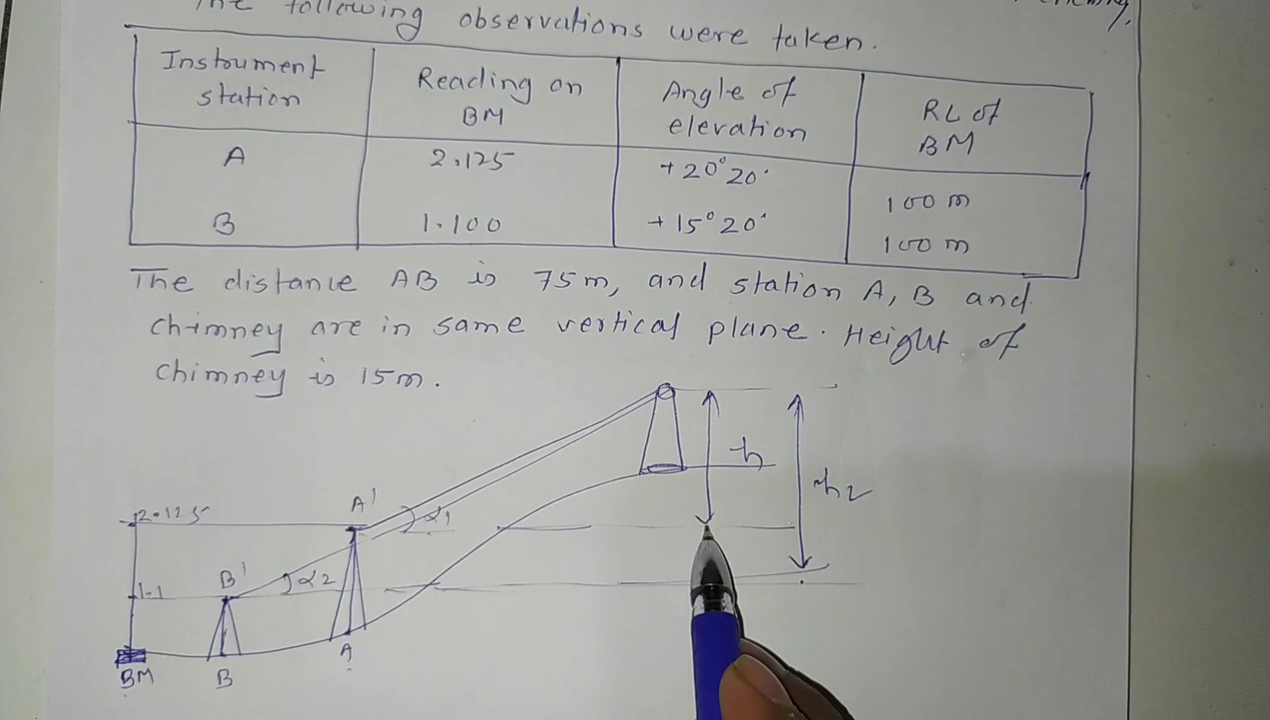 The following observations were taken.
Instrument station
Reading on BM
Angle of elevation
RL of BM
A
2.125
+20°20'
100 m
B
1.100
+15°20'
100 m
The distance AB is 75m, and station A, B and
chimney are in same vertical plane. Height of
chimney is 15m.
h
h2
A'
2.125
α1
B'
α2
1.1
BM
B
A